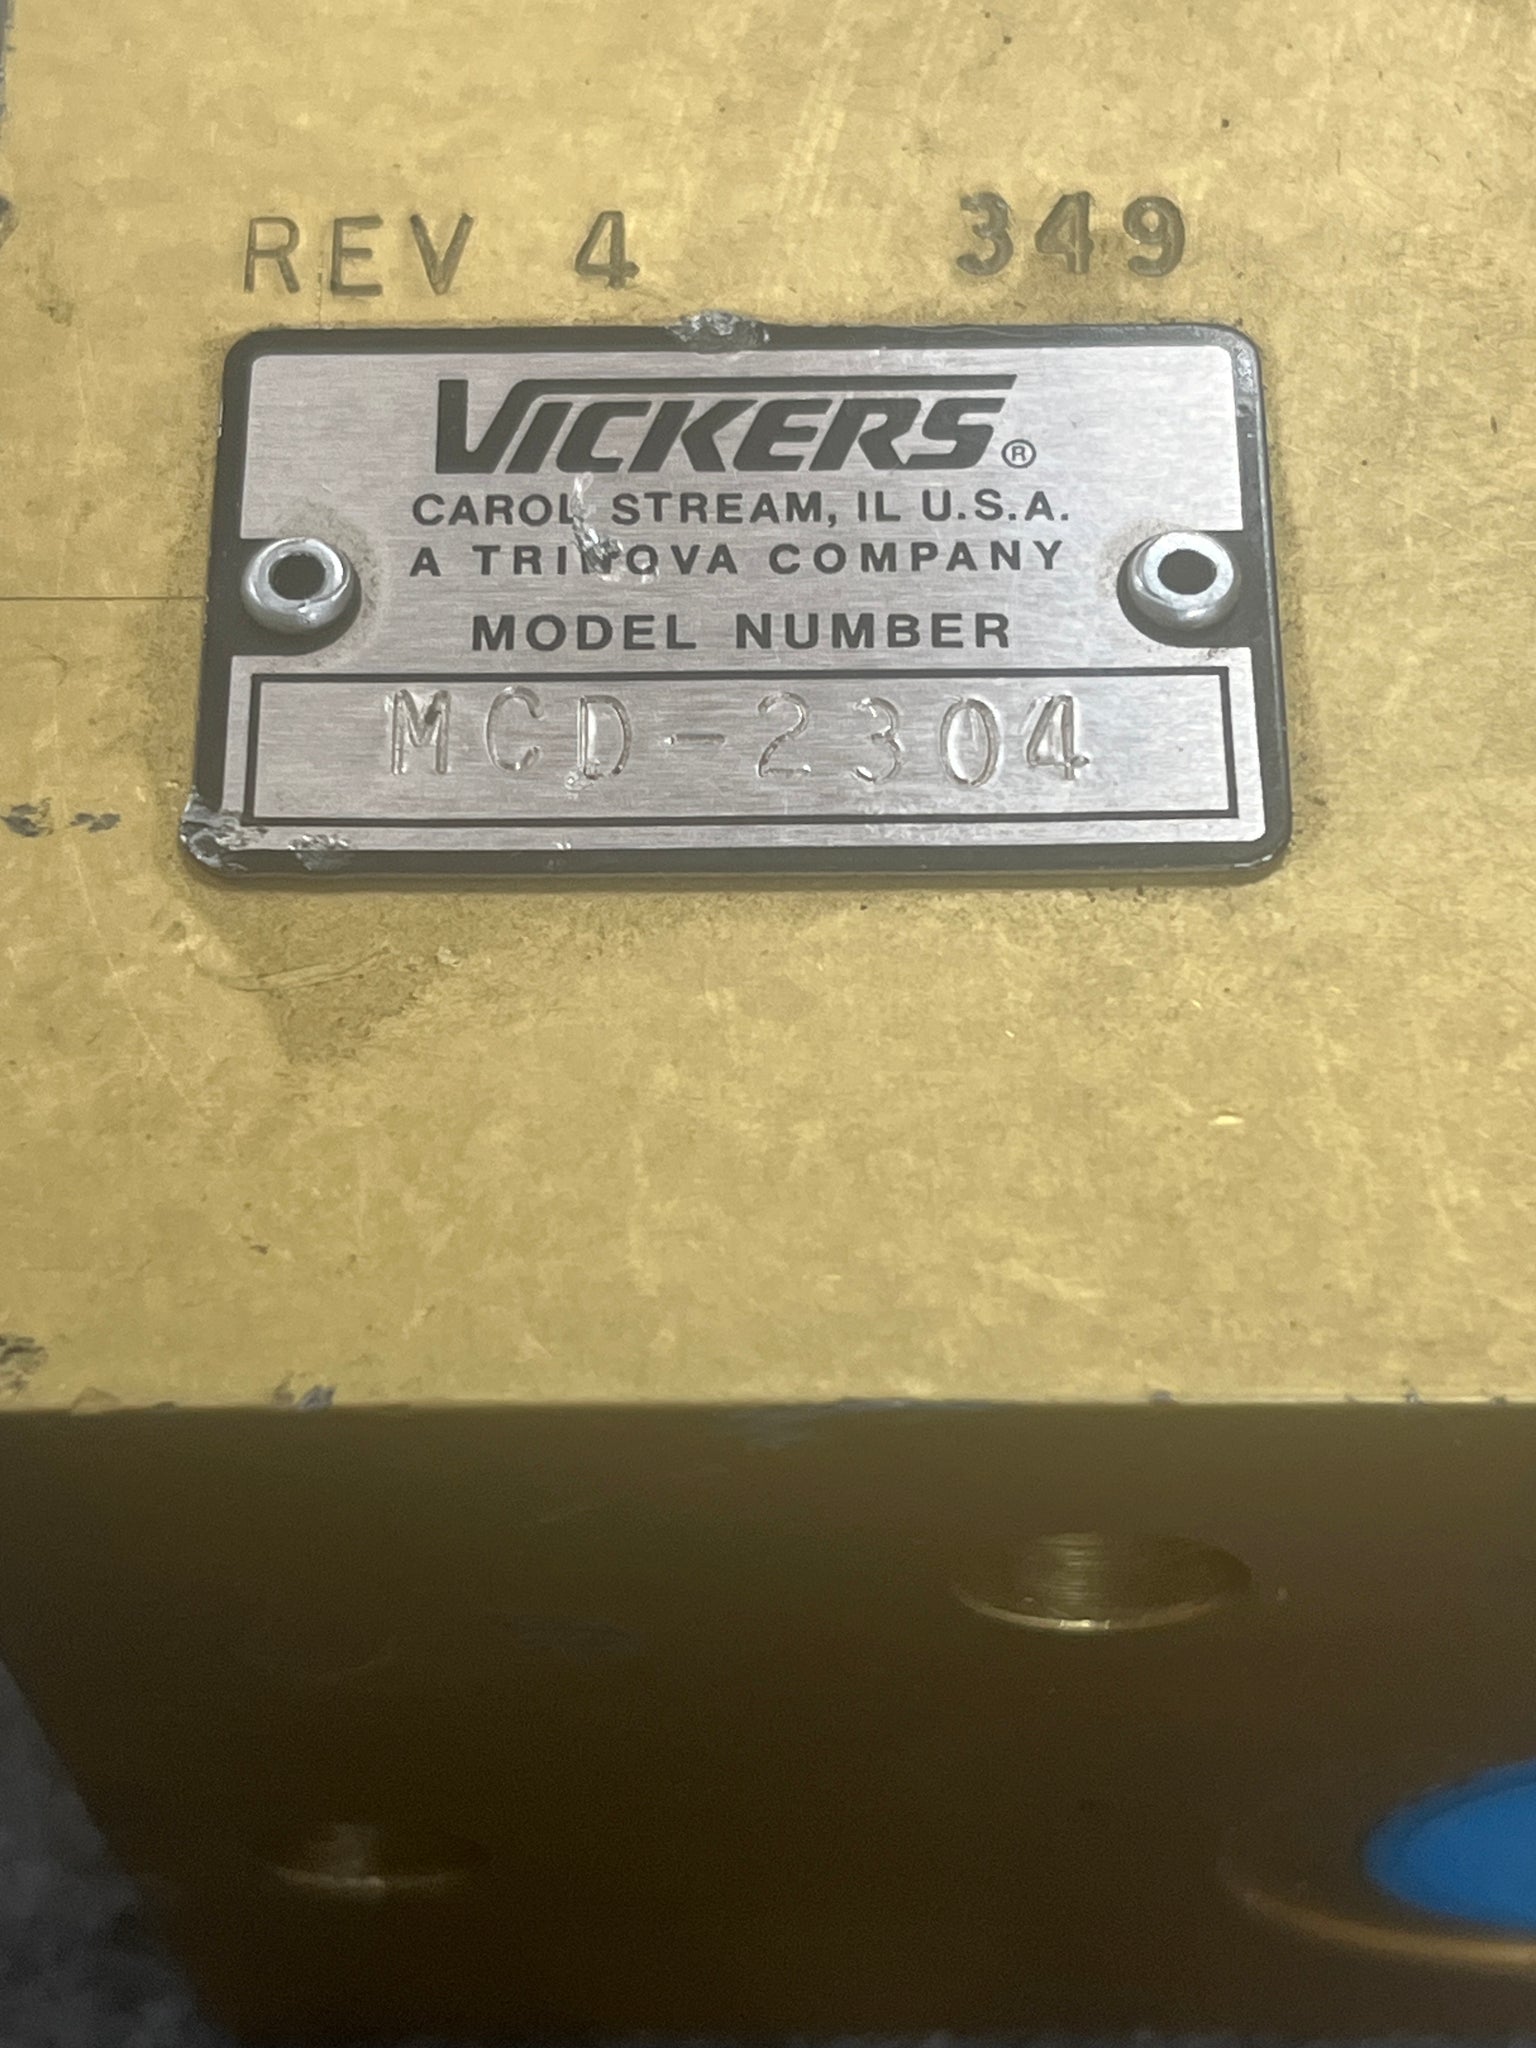 REV 4 349
VICKERS®
CAROL STREAM, IL U.S.A.
A TRINOVA COMPANY
MODEL NUMBER
MCD-2304